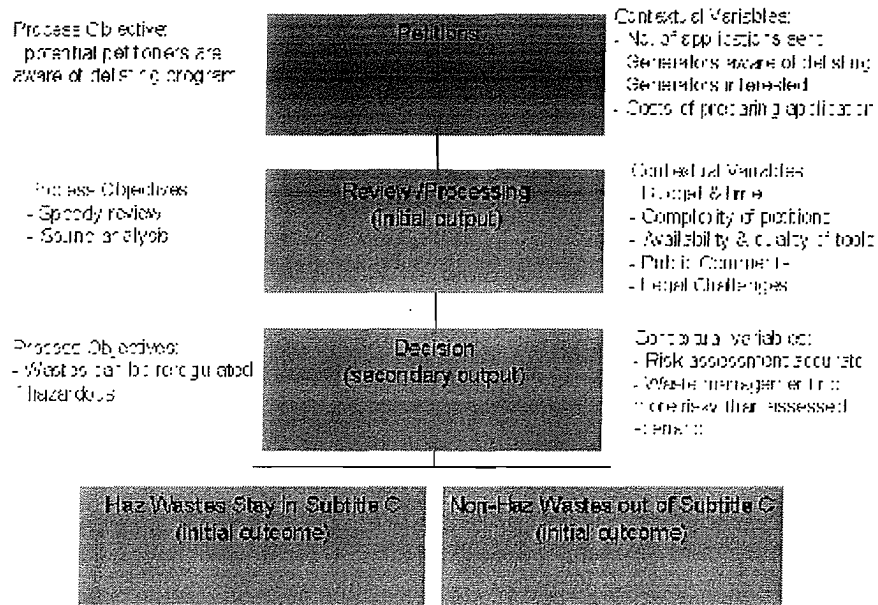 Process Objective:
potential petitioners are
aware of delisting program
Petitions
Contextual Variables:
- No. of applications sent
Generators aware of delisting
Generators interested
- Costs of preparing application
Process Objectives
- Speedy review
- Sound analysis
Review/Processing
(initial output)
Contextual Variables
Budget & time
- Complexity of petitions
- Availability & quality of tools
- Public Comments
- Legal Challenges
Process Objectives:
- Wastes can be reregulated
if hazardous
Decision
(secondary output)
Contextual variables:
- Risk assessment accurate
- Waste management no
more risky than assessed
scenario
Haz Wastes Stay in Subtitle C
(initial outcome)
Non-Haz Wastes out of Subtitle C
(initial outcome)